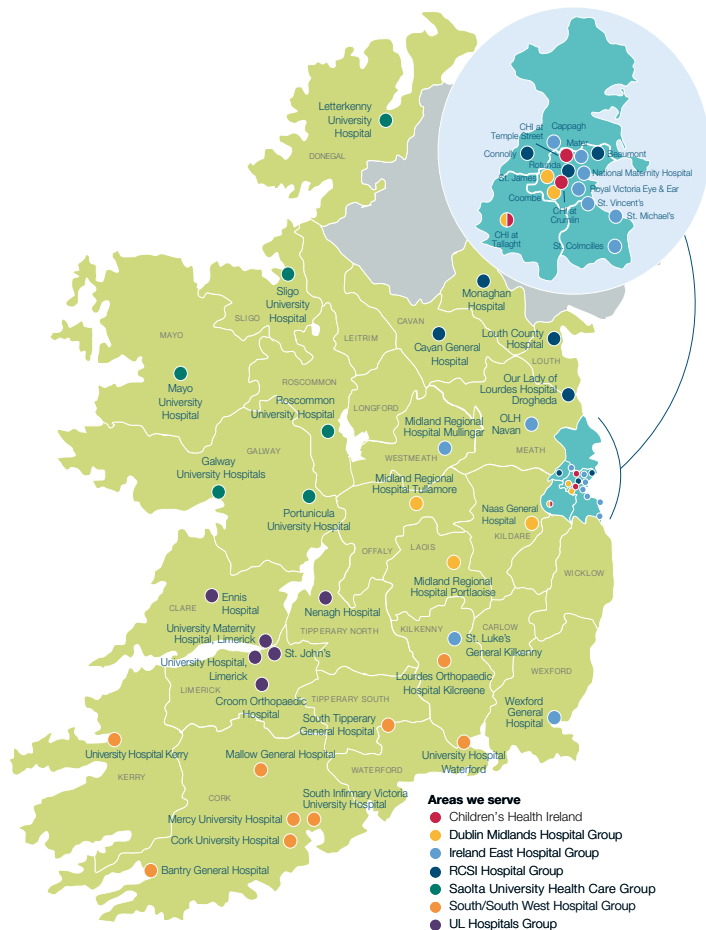 Letterkenny
University
Hospital
DONEGAL
CHI at
Temple Street
Cappagh
Mater
Connolly
Beaumont
Rotunda
National Maternity Hospital
St. James
Royal Victoria Eye & Ear
Coombe
St. Vincent's
CHI at
Crumlin
St. Michael's
CHI at
Tallaght
St. Colmcilles
Sligo
University
Hospital
SLIGO
Monaghan
Hospital
CAVAN
LEITRIM
Cavan General
Hospital
Louth County
Hospital
LOUTH
MAYO
Mayo
University
Hospital
ROSCOMMON
Roscommon
University Hospital
LONGFORD
Our Lady of
Lourdes Hospital
Drogheda
Midland Regional
Hospital Mullingar
OLH
Navan
MEATH
WESTMEATH
GALWAY
Galway
University Hospitals
Portunicula
University Hospital
Midland Regional
Hospital Tullamore
Naas General
Hospital
KILDARE
OFFALY
LAOIS
Midland Regional
Hospital Portlaoise
WICKLOW
CLARE
Ennis
Hospital
Nenagh Hospital
University Maternity
Hospital, Limerick
TIPPERARY NORTH
KILKENNY
CARLOW
St. Luke's
General Kilkenny
St. John's
University Hospital,
Limerick
LIMERICK
Croom Orthopaedic
Hospital
Lourdes Orthopaedic
Hospital Kilcreene
WEXFORD
TIPPERARY SOUTH
South Tipperary
General Hospital
Wexford
General
Hospital
University Hospital Kerry
KERRY
Mallow General Hospital
University Hospital
Waterford
WATERFORD
CORK
South Infirmary Victoria
University Hospital
Mercy University Hospital
Cork University Hospital
Bantry General Hospital
Areas we serve
Children's Health Ireland
Dublin Midlands Hospital Group
Ireland East Hospital Group
RCSI Hospital Group
Saolta University Health Care Group
South/South West Hospital Group
UL Hospitals Group